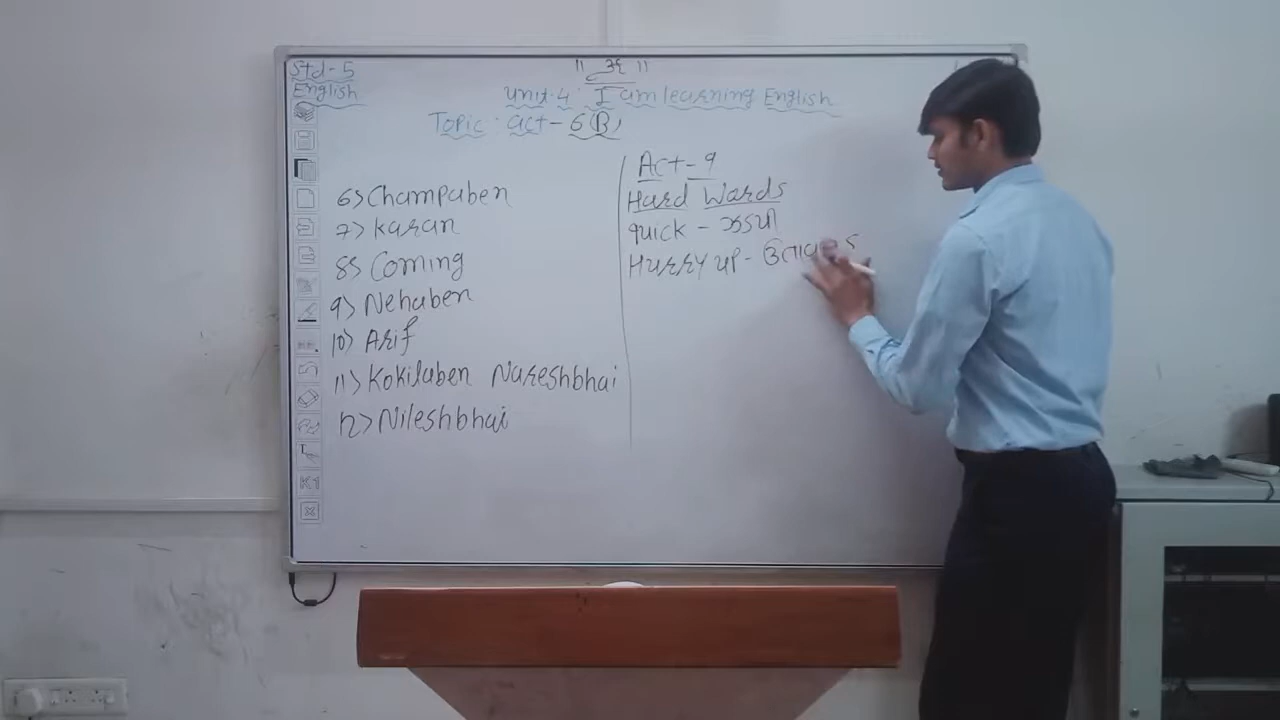 Std-5
English
Unit-4: I am learning English
Topic: act-6(B)
6) Champaben
7) Karan
8) Coming
9) Nehaben
10) Arif
11) Kokilaben Nareshbhai
12) Nileshbhai
Act-9
Hard Wards
quick - ઝડપી
Hurry up -